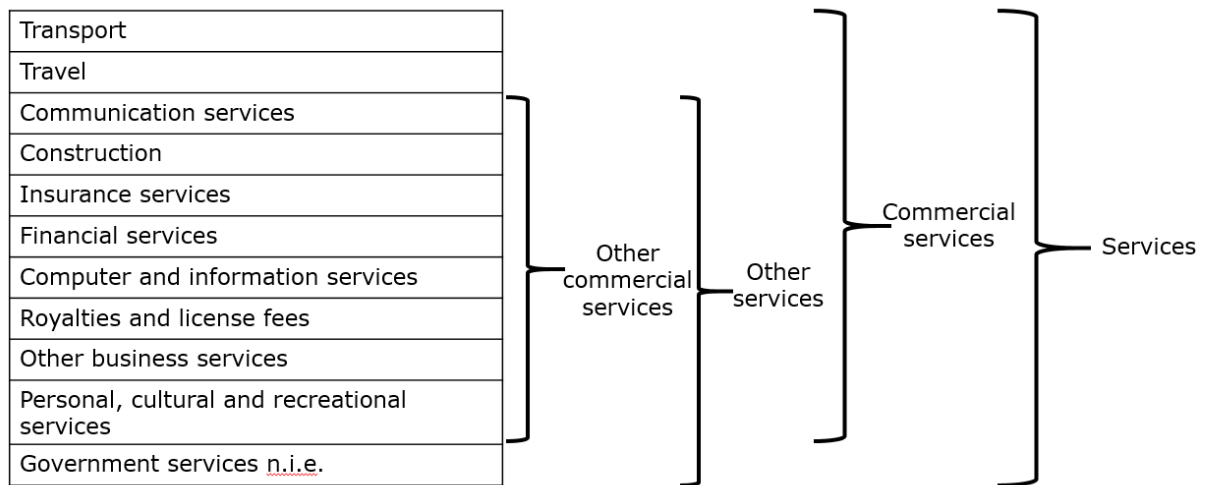 Transport
Travel
Communication services
Construction
Insurance services
Financial services
Computer and information services
Royalties and license fees
Other business services
Personal, cultural and recreational
services
Government services n.i.e.
Other
commercial
services
Other
services
Commercial
services
Services